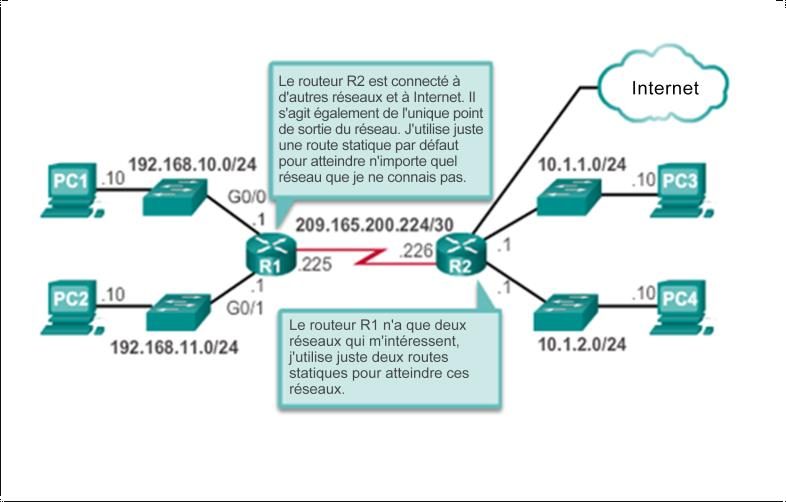 Le routeur R2 est connecté à
d'autres réseaux et à Internet. Il
s'agit également de l'unique point
de sortie du réseau. J'utilise juste
une route statique par défaut
pour atteindre n'importe quel
réseau que je ne connais pas.
Internet
192.168.10.0/24
10.1.1.0/24
PC1
.10
G0/0
.1
.10
PC3
209.165.200.224/30
R1
.225
.226
R2
.1
.1
.1
PC2
.10
G0/1
.10
PC4
192.168.11.0/24
10.1.2.0/24
Le routeur R1 n'a que deux
réseaux qui m'intéressent,
j'utilise juste deux routes
statiques pour atteindre ces
réseaux.